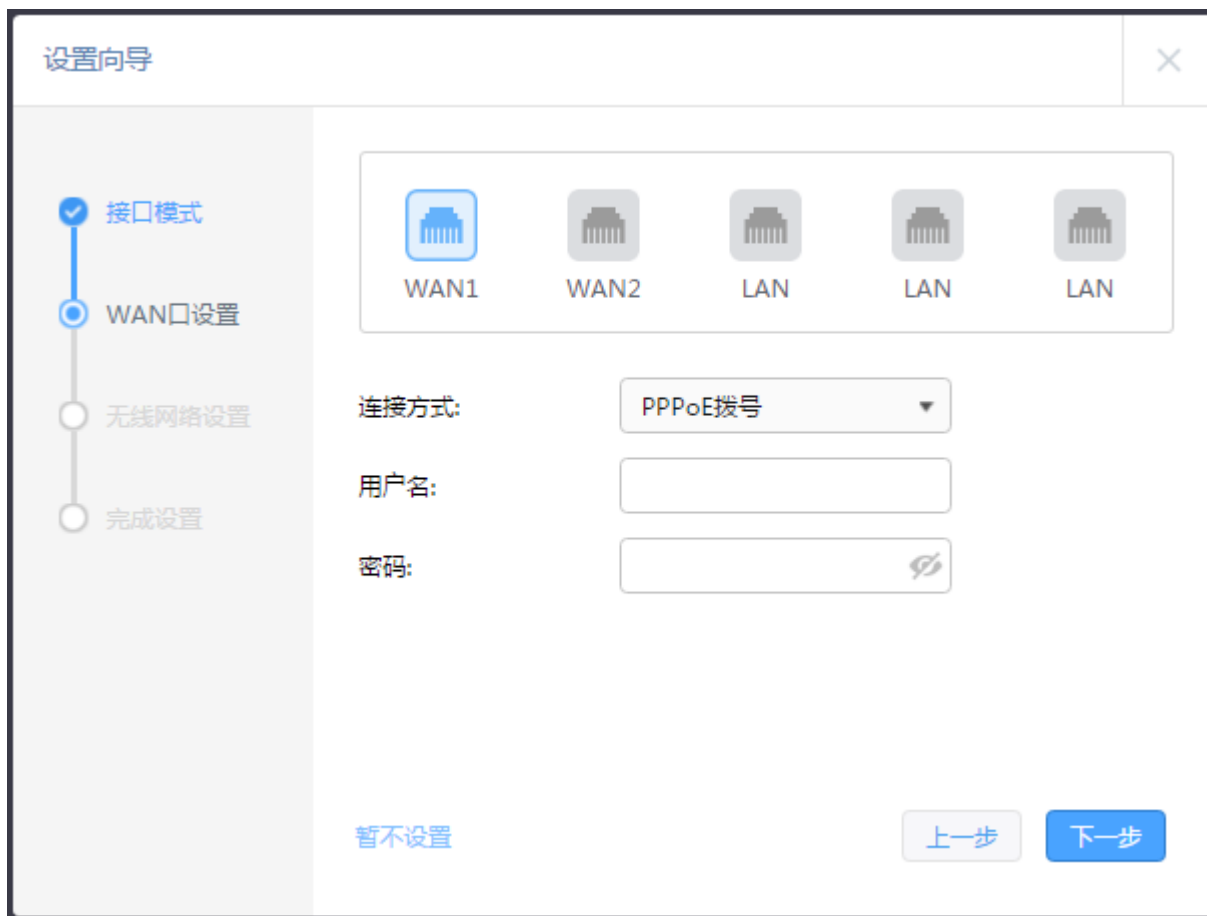 设置向导
接口模式
WAN口设置
无线网络设置
完成设置
WAN1 WAN2 LAN LAN LAN
连接方式: PPPoE拨号
用户名:
密码:
暂不设置 上一步 下一步